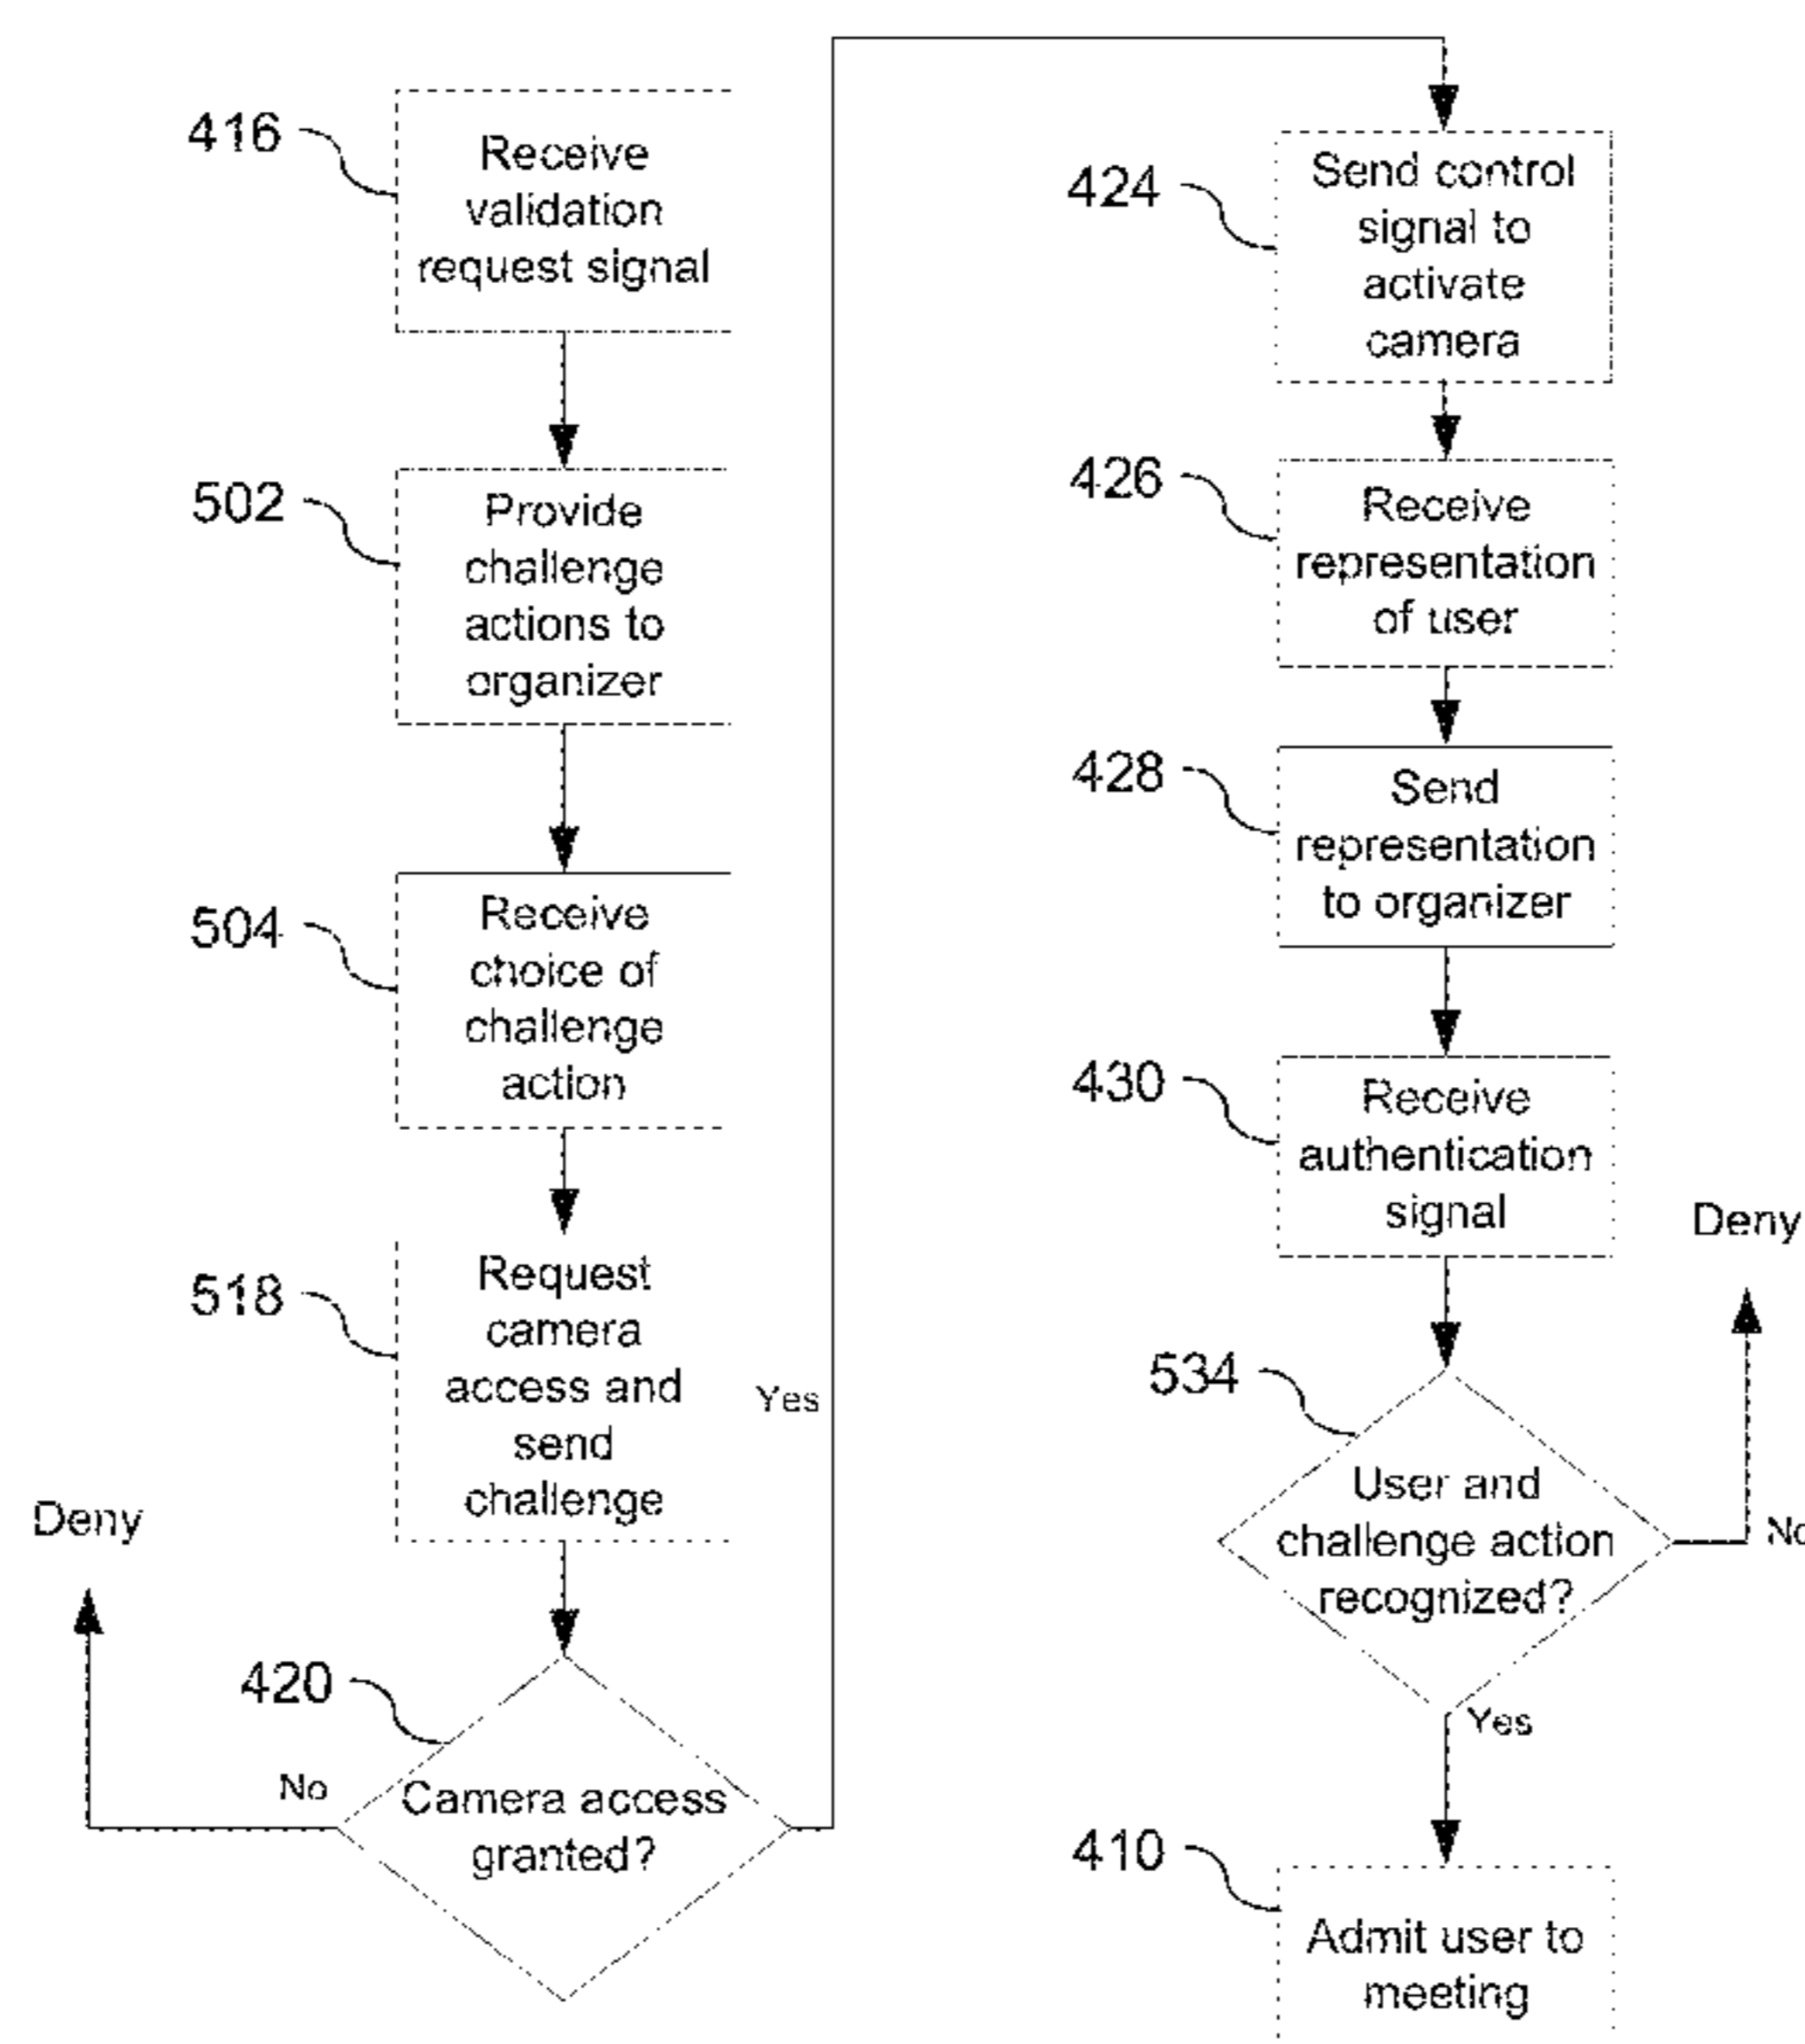 416
Receive
validation
request signal
502
Provide
challenge
actions to
organizer
504
Receive
choice of
challenge
action
518
Request
camera
access and
send
challenge
Deny
420
No
Camera access
granted?
Yes
424
Send control
signal to
activate
camera
426
Receive
representation
of user
428
Send
representation
to organizer
430
Receive
authentication
signal
Deny
534
User and
challenge action
recognized?
No
Yes
410
Admit user to
meeting